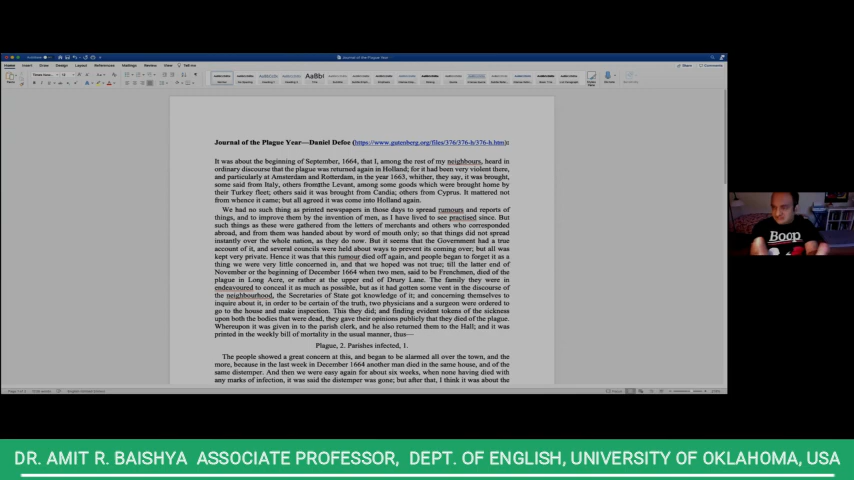 Journal of the Plague Year
Home Insert Draw Design Layout References Mailings Review View Tell me
Share Comments
AaBb(
Journal of the Plague Year—Daniel Defoe (https://www.gutenberg.org/files/376/376-h/376-h.htm):
It was about the beginning of September, 1664, that I, among the rest of my neighbours, heard in
ordinary discourse that the plague was returned again in Holland; for it had been very violent there,
and particularly at Amsterdam and Rotterdam, in the year 1663, whither, they say, it was brought,
some said from Italy, others from the Levant, among some goods which were brought home by
their Turkey fleet; others said it was brought from Candia; others from Cyprus. It mattered not
from whence it came; but all agreed it was come into Holland again.
We had no such thing as printed newspapers in those days to spread rumours and reports of
things, and to improve them by the invention of men, as I have lived to see practised since. But
such things as these were gathered from the letters of merchants and others who corresponded
abroad, and from them was handed about by word of mouth only; so that things did not spread
instantly over the whole nation, as they do now. But it seems that the Government had a true
account of it, and several councils were held about ways to prevent its coming over; but all was
kept very private. Hence it was that this rumour died off again, and people began to forget it as a
thing we were very little concerned in, and that we hoped was not true; till the latter end of
November or the beginning of December 1664 when two men, said to be Frenchmen, died of the
plague in Long Acre, or rather at the upper end of Drury Lane. The family they were in
endeavoured to conceal it as much as possible, but as it had gotten some vent in the discourse of
the neighbourhood, the Secretaries of State got knowledge of it; and concerning themselves to
inquire about it, in order to be certain of the truth, two physicians and a surgeon were ordered to
go to the house and make inspection. This they did; and finding evident tokens of the sickness
upon both the bodies that were dead, they gave their opinions publicly that they died of the plague.
Whereupon it was given in to the parish clerk, and he also returned them to the Hall; and it was
printed in the weekly bill of mortality in the usual manner, thus—
Plague, 2. Parishes infected, 1.
The people showed a great concern at this, and began to be alarmed all over the town, and the
more, because in the last week in December 1664 another man died in the same house, and of the
same distemper. And then we were easy again for about six weeks, when none having died with
any marks of infection, it was said the distemper was gone; but after that, I think it was about the
Boop
DR. AMIT R. BAISHYA ASSOCIATE PROFESSOR, DEPT. OF ENGLISH, UNIVERSITY OF OKLAHOMA, USA